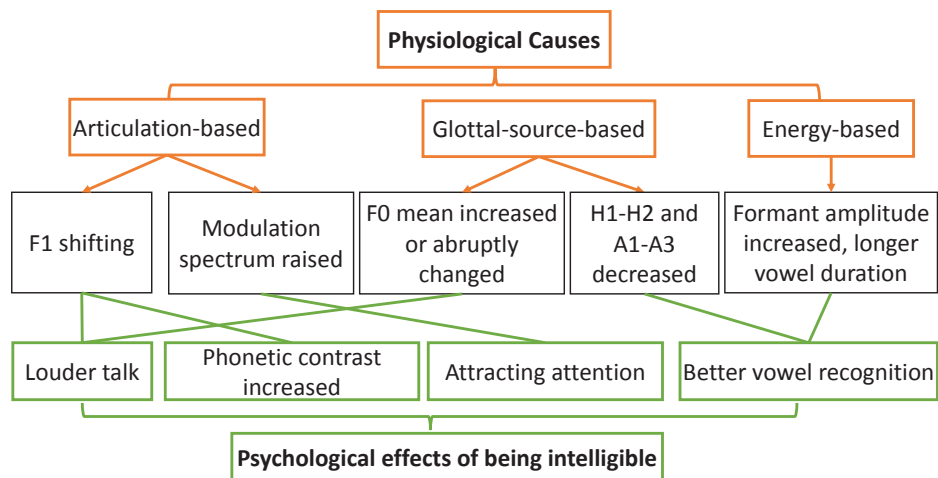 Physiological Causes
Articulation-based
Glottal-source-based
Energy-based
F1 shifting
Modulation
spectrum raised
F0 mean increased
or abruptly
changed
H1-H2 and
A1-A3
decreased
Formant amplitude
increased, longer
vowel duration
Louder talk
Phonetic contrast
increased
Attracting attention
Better vowel recognition
Psychological effects of being intelligible